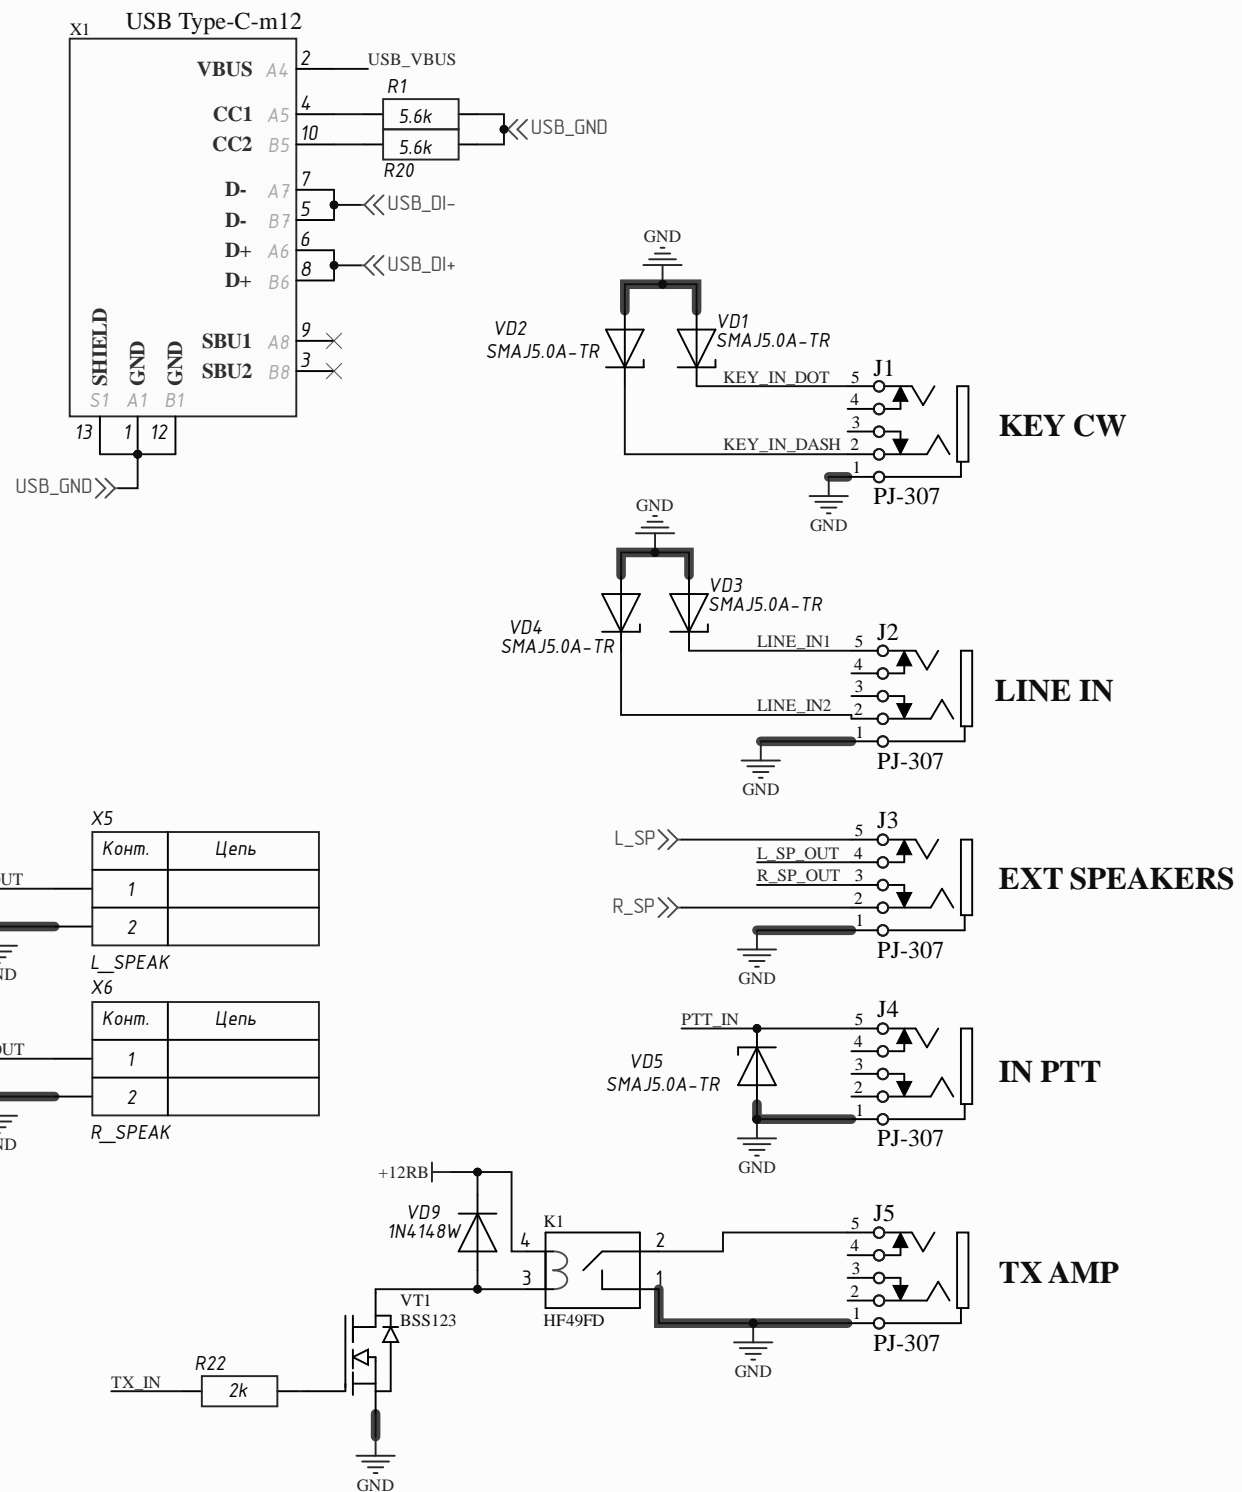 USB Type-C-m12
X1
VBUS A4 2 USB_VBUS
R1
CC1 A5 4 5.6k
USB_GND
CC2 B5 10 5.6k
R20
D- A7 7
USB_DI-
D- B7 5
D+ A6 6
USB_DI+
D+ B6 8
SBU1 A8 9
SBU2 B8 3
SHIELD GND GND
S1 A1 B1
13 1 12
USB_GND
GND
VD2
SMAJ5.0A-TR
VD1
SMAJ5.0A-TR
J1
KEY_IN_DOT 5
4
3
KEY_IN_DASH 2
1
KEY CW
GND
PJ-307
GND
VD4
SMAJ5.0A-TR
VD3
SMAJ5.0A-TR
J2
LINE_IN1 5
4
3
LINE_IN2 2
1
LINE IN
GND
PJ-307
X5
Конт. Цепь
UT 1
2
ND
L_SPEAK
X6
Конт. Цепь
OUT 1
2
ND
R_SPEAK
J3
L_SP 5
L_SP_OUT 4
R_SP_OUT 3
R_SP 2
1
EXT SPEAKERS
GND
PJ-307
J4
PTT_IN 5
4
3
2
1
VD5
SMAJ5.0A-TR
IN PTT
GND
PJ-307
+12RB
VD9
1N4148W
K1
4 2
3 1
HF49FD
J5
5
4
3
2
1
TX AMP
GND
PJ-307
VT1
BSS123
R22
TX_IN 2k
GND